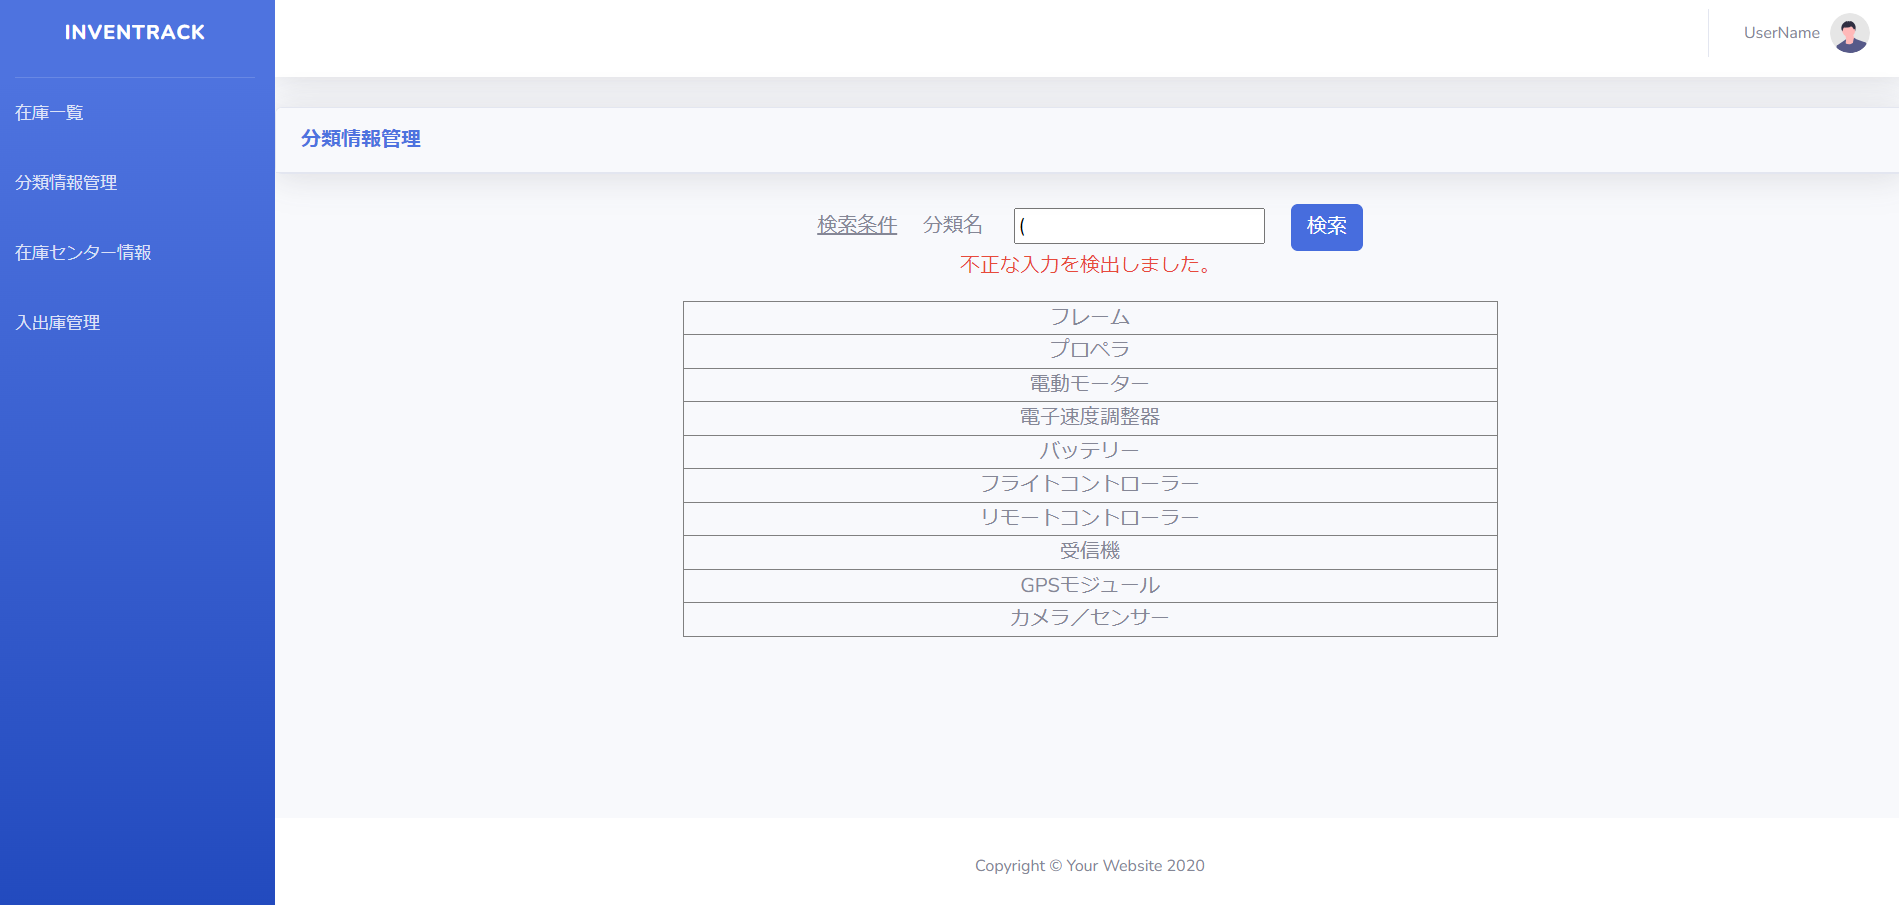 INVENTRACK
UserName
在庫一覧
分類情報管理
在庫センター情報
入出庫管理
分類情報管理
検索条件 分類名 ( 検索
不正な入力を検出しました。
フレーム
プロペラ
電動モーター
電子速度調整器
バッテリー
フライトコントローラー
リモートコントローラー
受信機
GPSモジュール
カメラ／センサー
Copyright © Your Website 2020